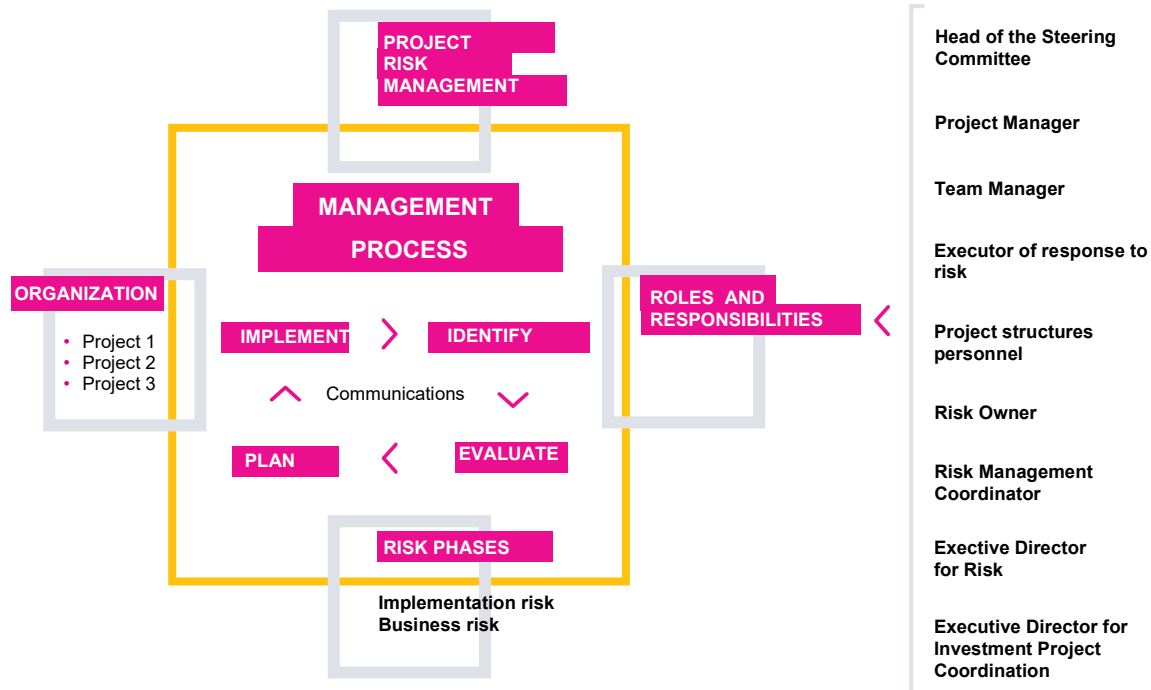 PROJECT
RISK
MANAGEMENT
MANAGEMENT
PROCESS
ORGANIZATION
• Project 1
• Project 2
• Project 3
IMPLEMENT
IDENTIFY
Communications
PLAN
EVALUATE
ROLES AND
RESPONSIBILITIES
RISK PHASES
Implementation risk
Business risk
Head of the Steering
Committee
Project Manager
Team Manager
Executor of response to
risk
Project structures
personnel
Risk Owner
Risk Management
Coordinator
Exective Director
for Risk
Executive Director for
Investment Project
Coordination